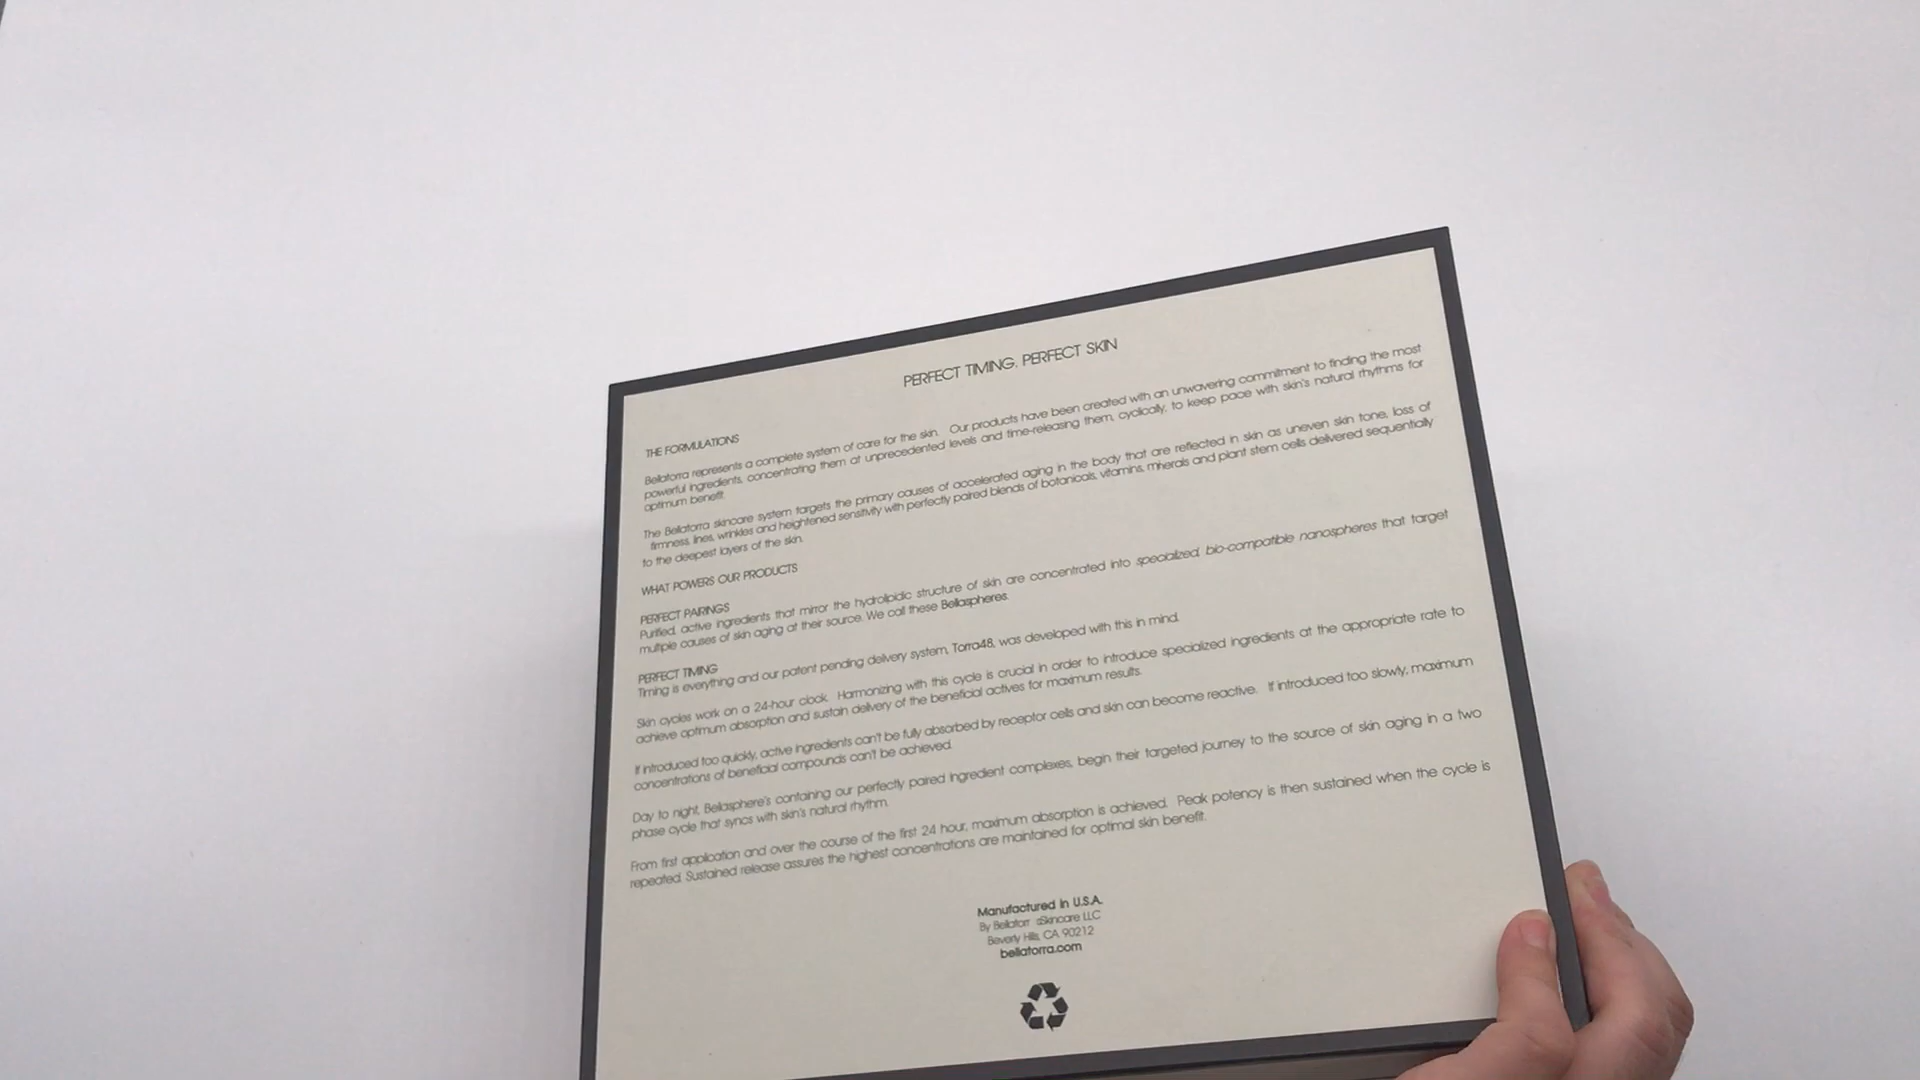 PERFECT TIMING. PERFECT SKIN
THE FORMULATIONS
Bellatorra represents a complete system of care for the skin. Our products have been created with an unwavering commitment to finding the most
powerful ingredients, concentrating them at unprecedented levels and time-releasing them, cyclically, to keep pace with skin's natural rhythms for
optimum benefit.
The Bellatorra skincare system targets the primary causes of accelerated aging in the body that are reflected in skin as uneven skin tone, loss of
firmness, lines, wrinkles and heightened sensitivity with perfectly paired blends of botanicals, vitamins, minerals and plant stem cells delivered sequentially
to the deepest layers of the skin.
WHAT POWERS OUR PRODUCTS
PERFECT PAIRINGS
Purified, active ingredients that mirror the hydrolipidic structure of skin are concentrated into specialized, bio-compatible nanospheres that target
multiple causes of skin aging at their source. We call these Bellaspheres.
PERFECT TIMING
Timing is everything and our patent pending delivery system, Torra48, was developed with this in mind.
Skin cycles work on a 24-hour clock. Harmonizing with this cycle is crucial in order to introduce specialized ingredients at the appropriate rate to
achieve optimum absorption and sustain delivery of the beneficial actives for maximum results.
If introduced too quickly, active ingredients can't be fully absorbed by receptor cells and skin can become reactive. If introduced too slowly, maximum
concentrations of beneficial compounds can't be achieved.
Day to night, Bellasphere's containing our perfectly paired ingredient complexes, begin their targeted journey to the source of skin aging in a two
phase cycle that syncs with skin's natural rhythm.
From first application and over the course of the first 24 hour, maximum absorption is achieved. Peak potency is then sustained when the cycle is
repeated. Sustained release assures the highest concentrations are maintained for optimal skin benefit.
Manufactured in U.S.A.
By Skincare LLC
Beverly Hills, CA 90212
bellatorra.com